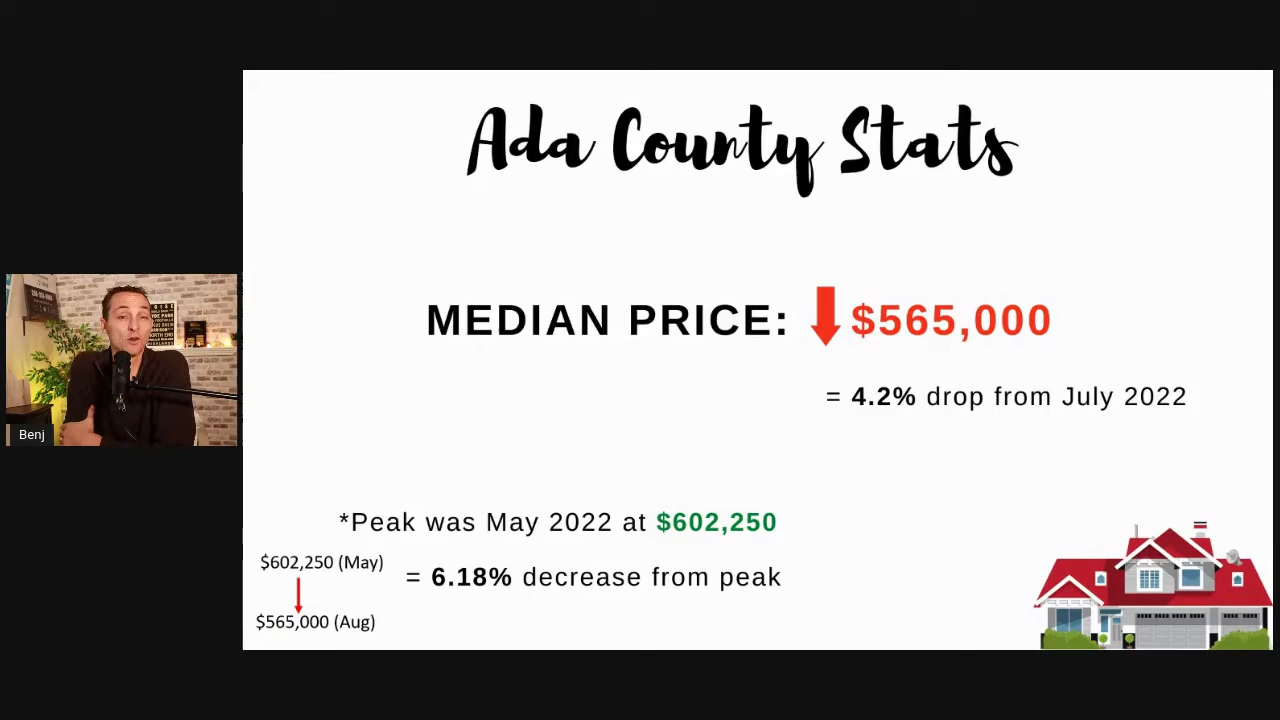 Ada County Stats
MEDIAN PRICE: $565,000
= 4.2% drop from July 2022
*Peak was May 2022 at $602,250
$602,250 (May)
= 6.18% decrease from peak
$565,000 (Aug)
Benj